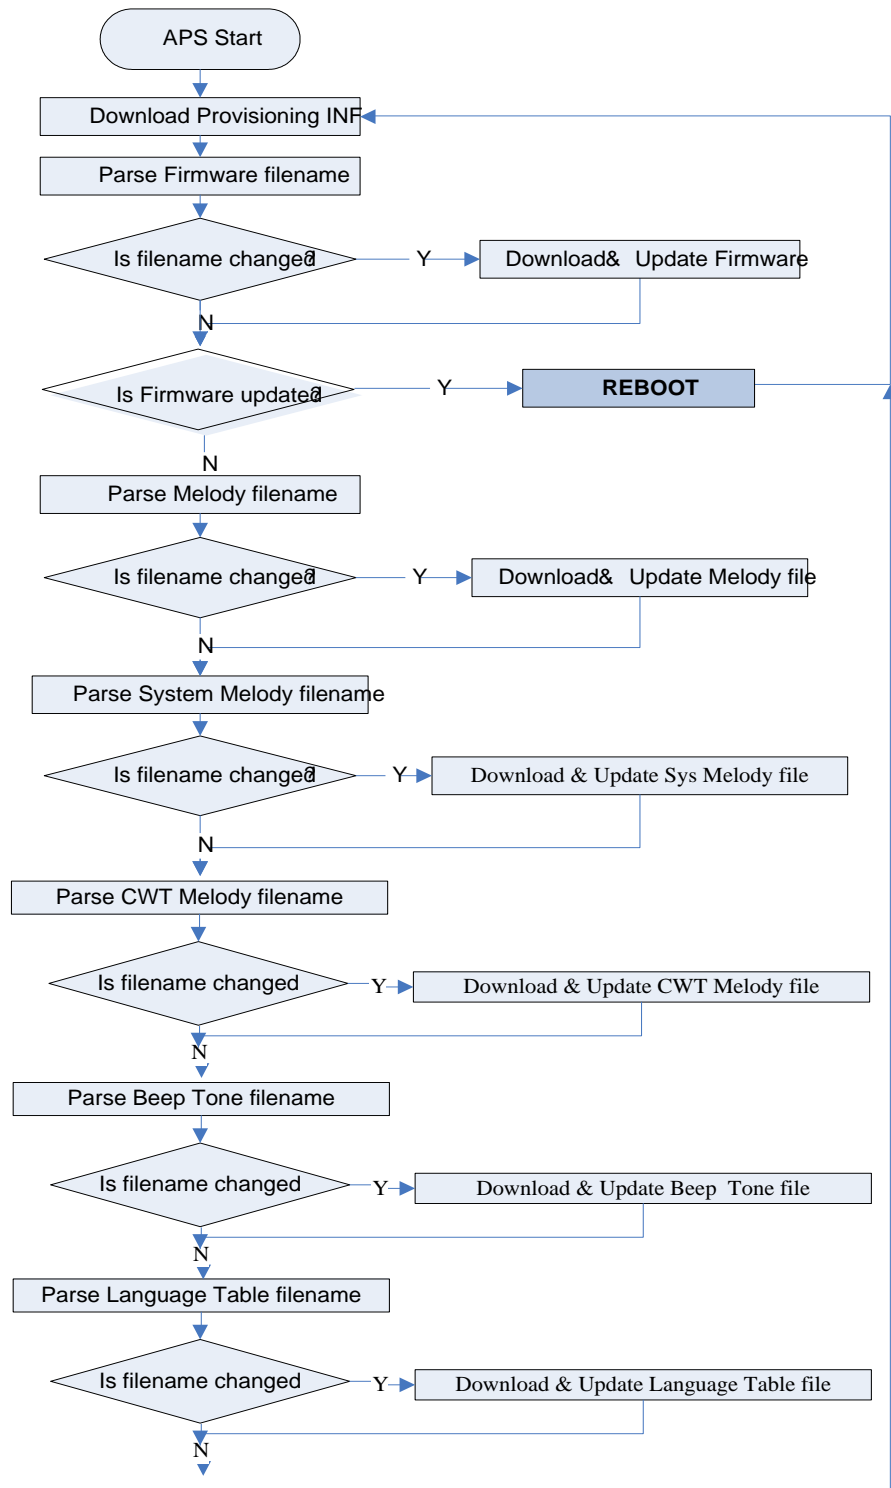 APS Start
Download Provisioning INF
Parse Firmware filename
Is filename changed?
Y
Download& Update Firmware
N
Is Firmware updated?
Y
REBOOT
N
Parse Melody filename
Is filename changed?
Y
Download& Update Melody file
N
Parse System Melody filename
Is filename changed?
Y
Download & Update Sys Melody file
N
Parse CWT Melody filename
Is filename changed
Y
Download & Update CWT Melody file
N
Parse Beep Tone filename
Is filename changed
Y
Download & Update Beep Tone file
N
Parse Language Table filename
Is filename changed
Y
Download & Update Language Table file
N